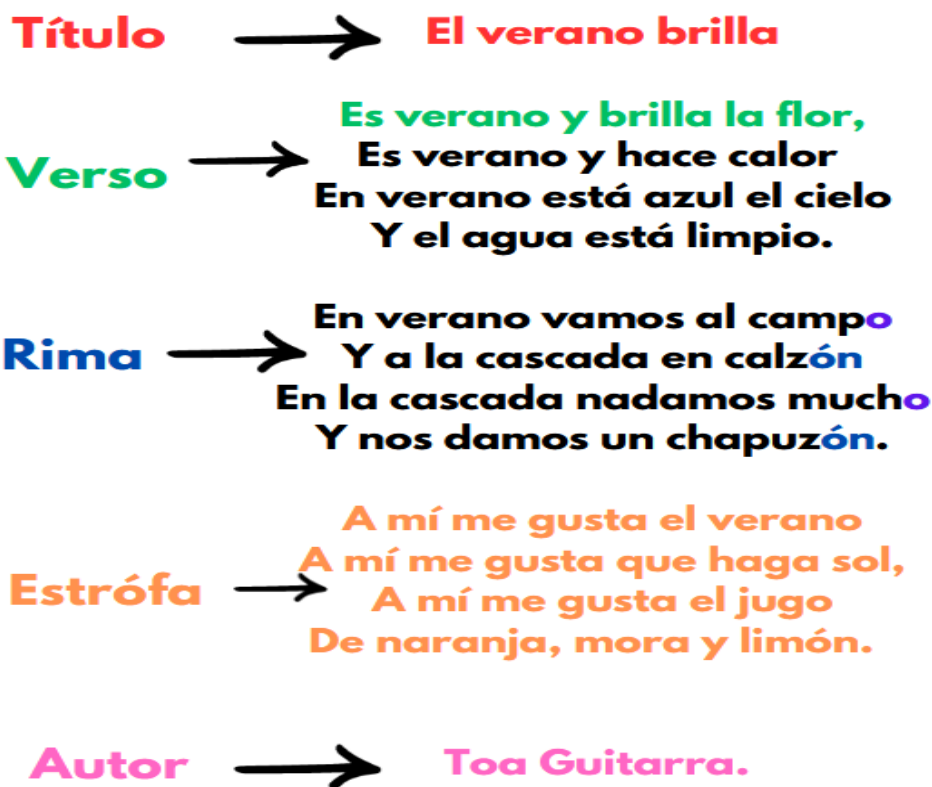 Título
El verano brilla
Verso
Es verano y brilla la flor,
Es verano y hace calor
En verano está azul el cielo
Y el agua está limpio.
Rima
En verano vamos al campo
Y a la cascada en calzón
En la cascada nadamos mucho
Y nos damos un chapuzón.
Estrófa
A mí me gusta el verano
A mí me gusta que haga sol,
A mí me gusta el jugo
De naranja, mora y limón.
Autor
Toa Guitarra.